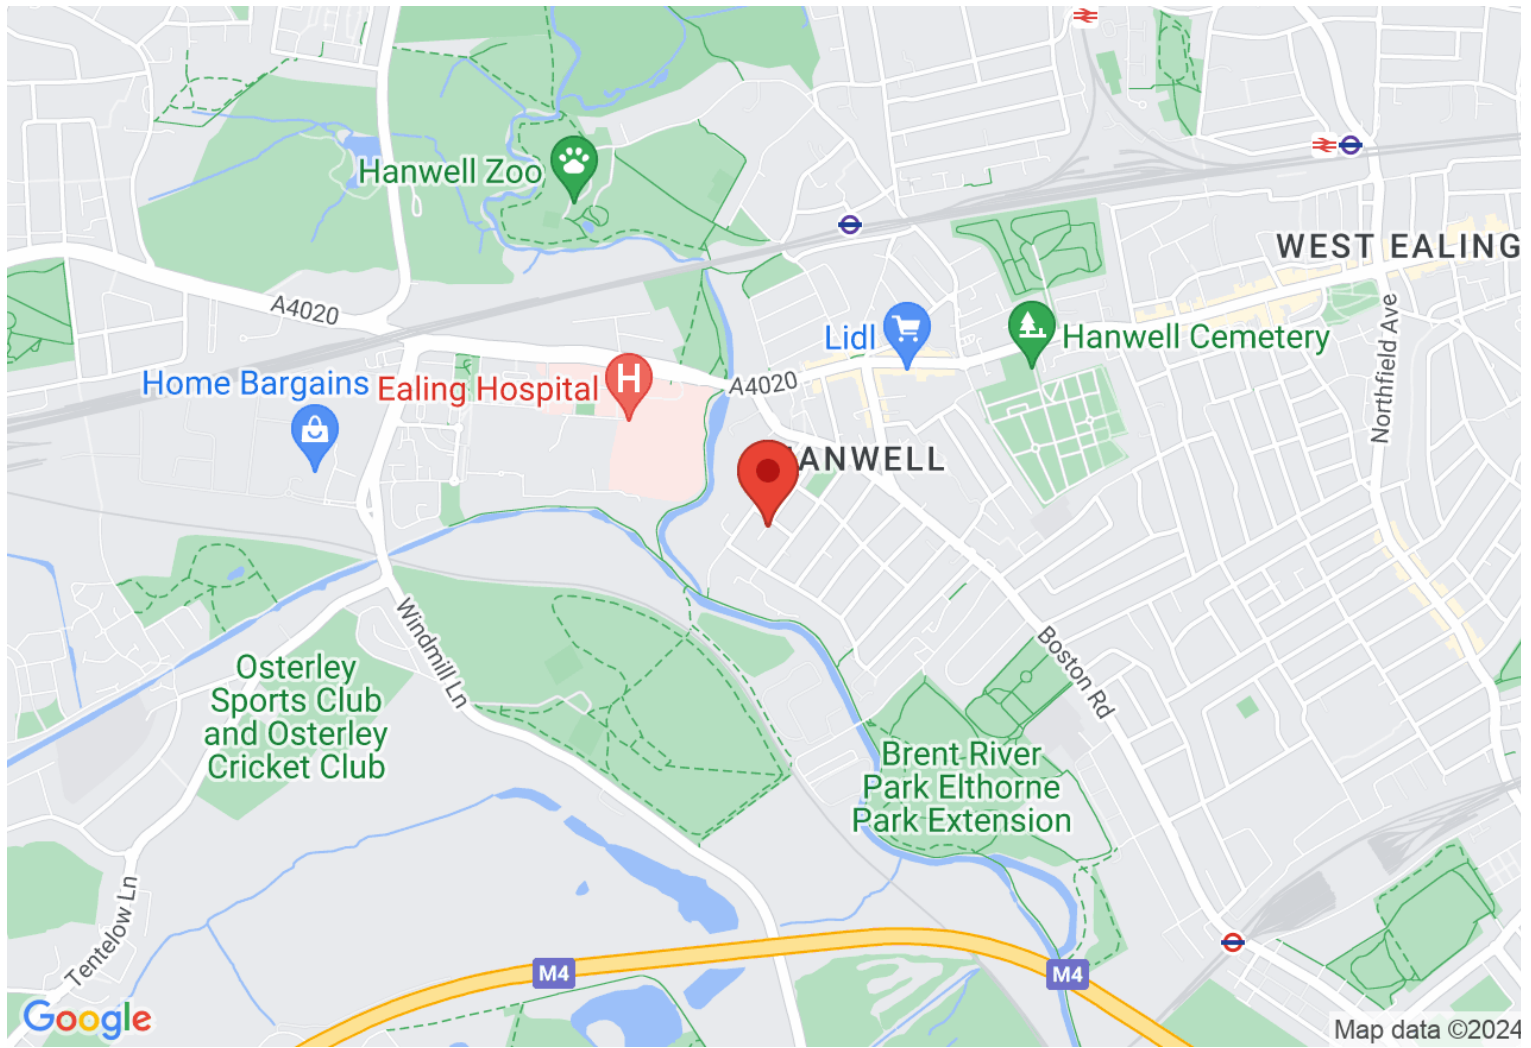 Hanwell Zoo
WEST EALING
A4020
Lidl
Hanwell Cemetery
Northfield Ave
Home Bargains
Ealing Hospital
H
A4020
ANWELL
Windmill Ln
Boston Rd
Osterley
Sports Club
and Osterley
Cricket Club
Brent River
Park Elthorne
Park Extension
Tentelow Ln
M4
M4
Google
Map data ©2024